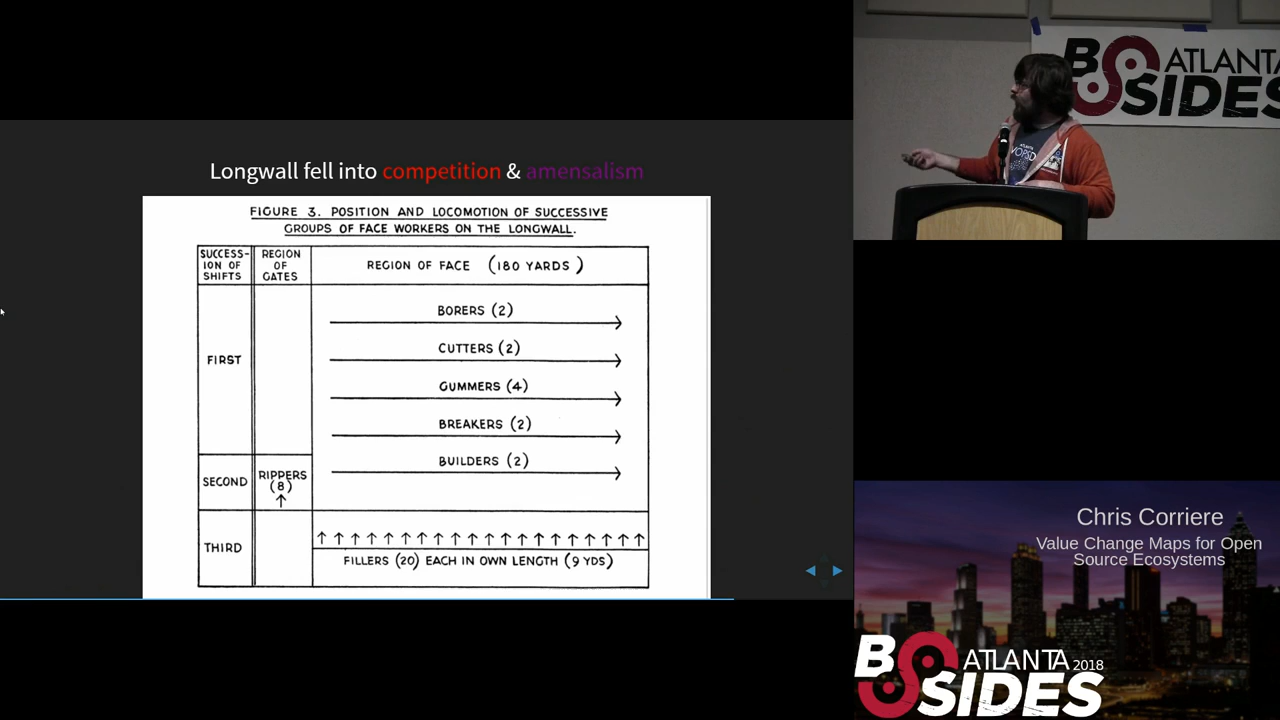 Longwall fell into competition & amensalism
FIGURE 3. POSITION AND LOCOMOTION OF SUCCESSIVE
GROUPS OF FACE WORKERS ON THE LONGWALL.
SUCCESS-
ION OF
SHIFTS
REGION
OF
GATES
REGION OF FACE (180 YARDS)
FIRST
BORERS (2)
CUTTERS (2)
GUMMERS (4)
BREAKERS (2)
BUILDERS (2)
SECOND
RIPPERS
(8)
THIRD
FILLERS (20) EACH IN OWN LENGTH (9 YDS)
BSIDES ATLANTA
ATLANTA
Chris Corriere
Value Change Maps for Open
Source Ecosystems
BSIDES ATLANTA 2018